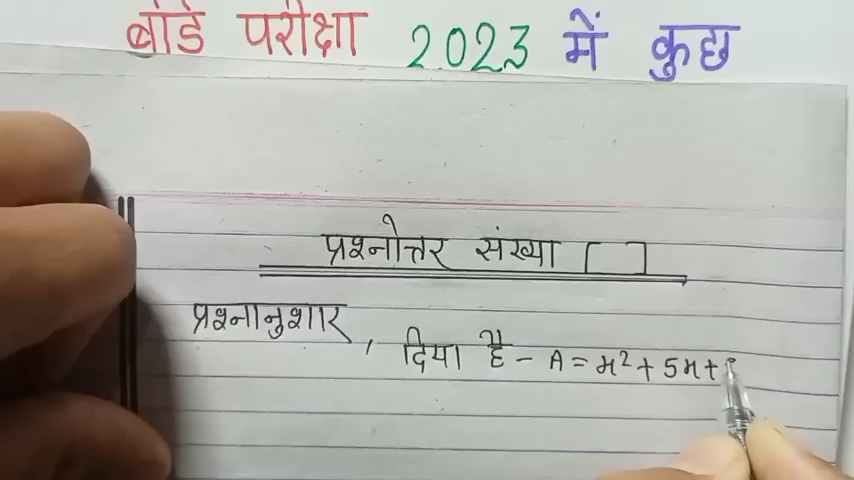 बोर्ड परीक्षा 2023 में कुछ
प्रश्नोत्तर संख्या
प्रश्नानुशार, दिया है - A = x² + 5x +